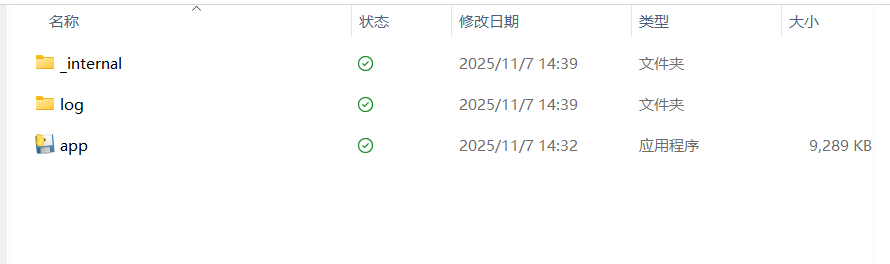 名称 状态 修改日期 类型 大小
_internal 2025/11/7 14:39 文件夹
log 2025/11/7 14:39 文件夹
app 2025/11/7 14:32 应用程序 9,289 KB